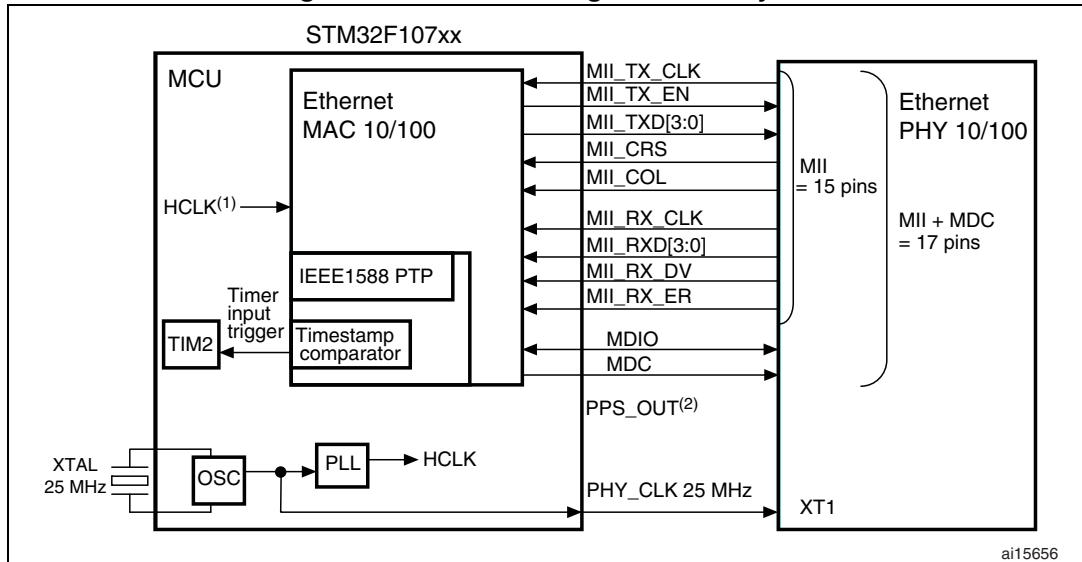 STM32F107xx
MCU
Ethernet
MAC 10/100
HCLK(1)
IEEE1588 PTP
Timer
input
trigger
TIM2
Timestamp
comparator
XTAL
25 MHz
OSC
PLL
HCLK
MII_TX_CLK
MII_TX_EN
MII_TXD[3:0]
MII_CRS
MII_COL
MII_RX_CLK
MII_RXD[3:0]
MII_RX_DV
MII_RX_ER
MDIO
MDC
PPS_OUT(2)
PHY_CLK 25 MHz
Ethernet
PHY 10/100
MII
= 15 pins
MII + MDC
= 17 pins
XT1
ai15656